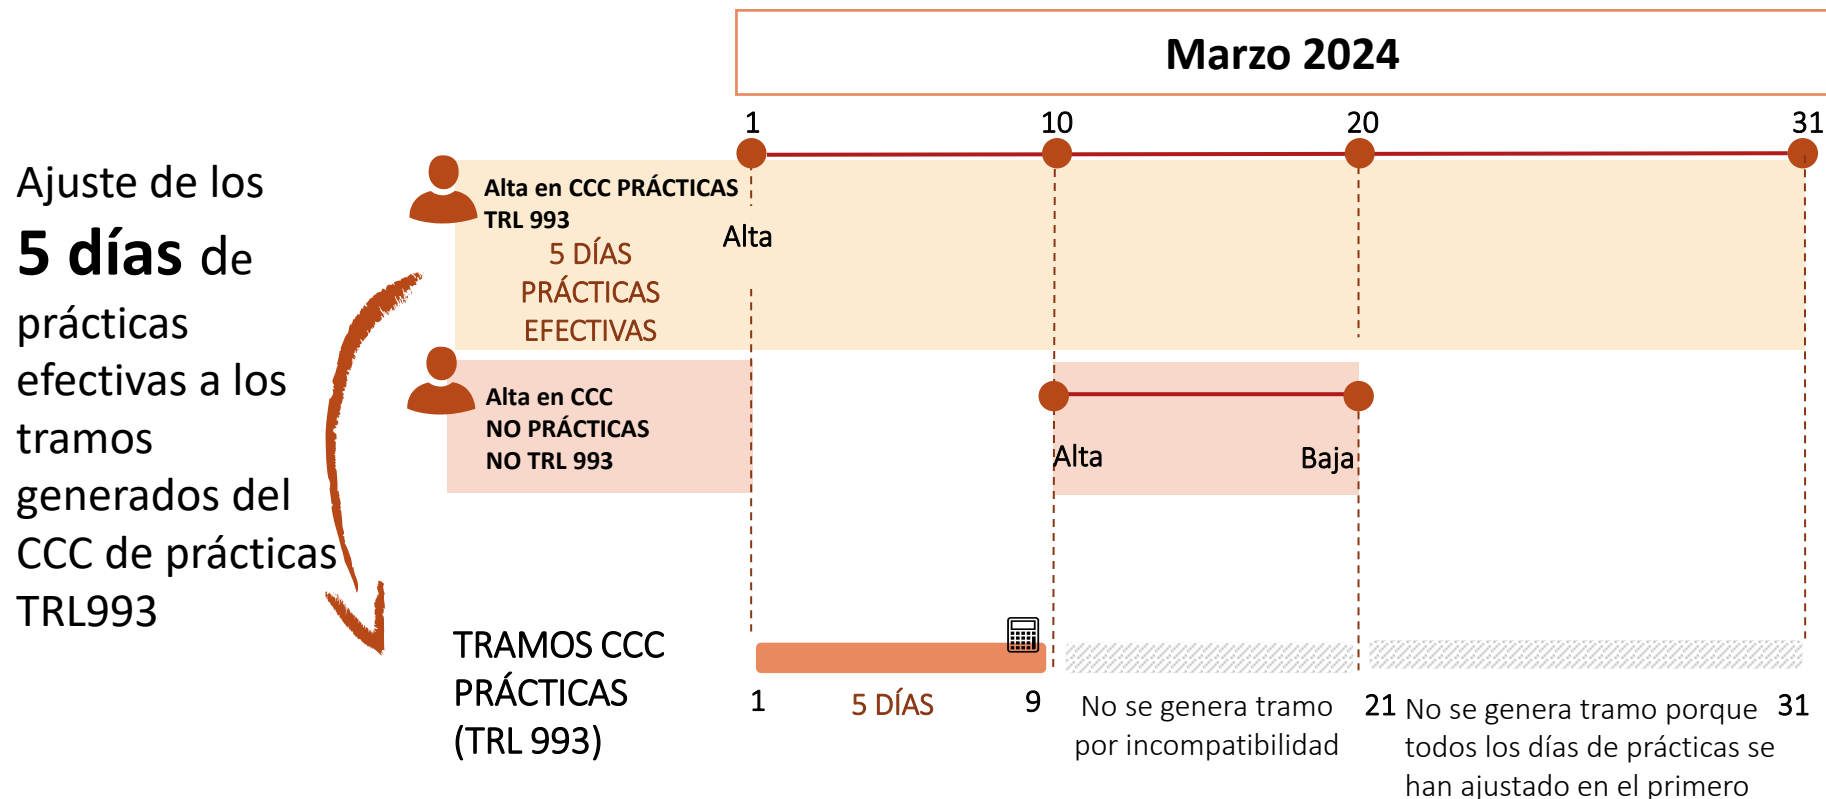 Marzo 2024
1
10
20
31
Ajuste de los
5 días de
prácticas
efectivas a los
tramos
generados del
CCC de prácticas
TRL993
Alta en CCC PRÁCTICAS
TRL 993
5 DÍAS
PRÁCTICAS
EFECTIVAS
Alta
Alta en CCC
NO PRÁCTICAS
NO TRL 993
Alta
Baja
TRAMOS CCC
PRÁCTICAS
(TRL 993)
1
5 DÍAS
9
No se genera tramo
por incompatibilidad
21
No se genera tramo porque
todos los días de prácticas se
han ajustado en el primero
31